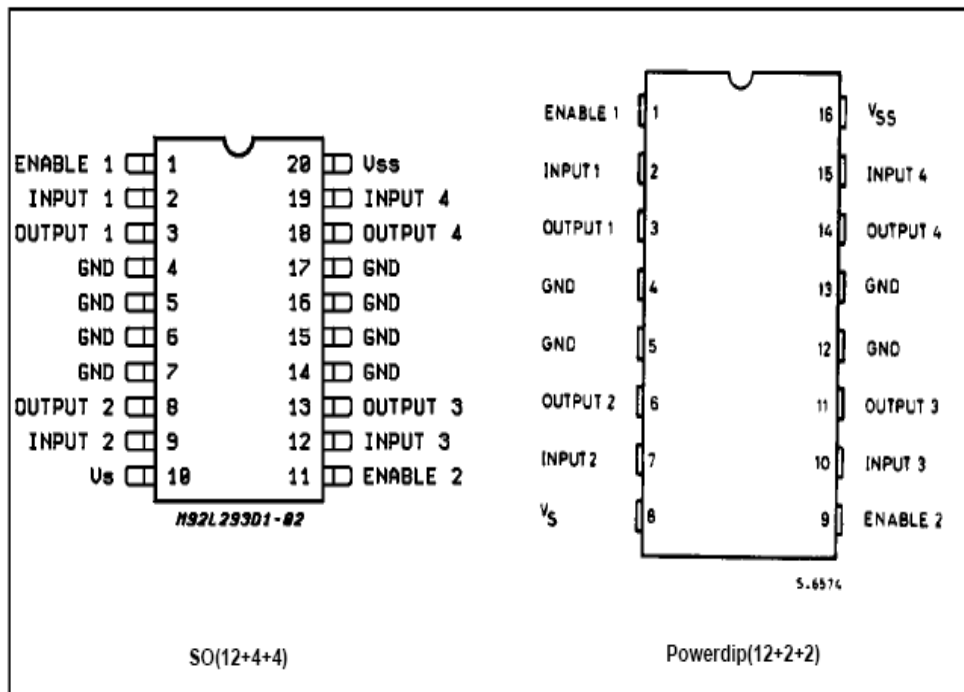 ENABLE 1 1 20 Vss
INPUT 1 2 19 INPUT 4
OUTPUT 1 3 18 OUTPUT 4
GND 4 17 GND
GND 5 16 GND
GND 6 15 GND
GND 7 14 GND
OUTPUT 2 8 13 OUTPUT 3
INPUT 2 9 12 INPUT 3
Vs 10 11 ENABLE 2
M92L293D1-02
SO(12+4+4)
ENABLE 1 1 16 VSS
INPUT 1 2 15 INPUT 4
OUTPUT 1 3 14 OUTPUT 4
GND 4 13 GND
GND 5 12 GND
OUTPUT 2 6 11 OUTPUT 3
INPUT 2 7 10 INPUT 3
VS 8 9 ENABLE 2
S-6574
Powerdip(12+2+2)